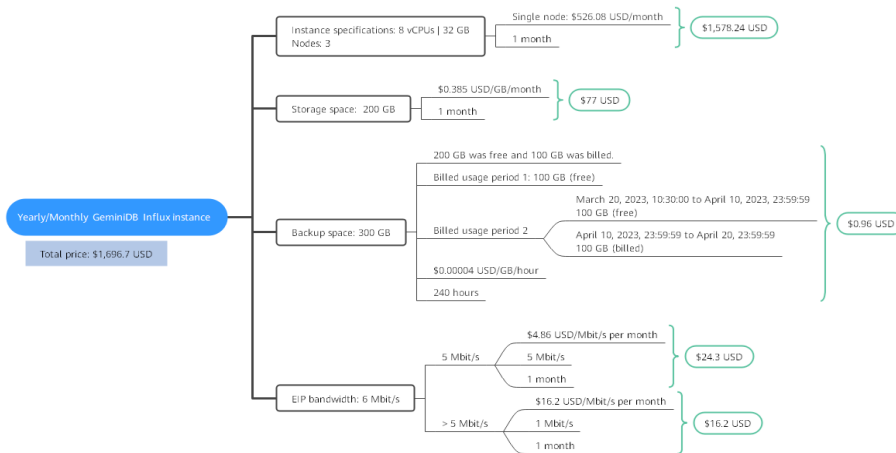 Yearly/Monthly GeminiDB Influx instance
Total price: $1,696.7 USD
Instance specifications: 8 vCPUs | 32 GB
Nodes: 3
Single node: $526.08 USD/month
1 month
$1,578.24 USD
Storage space: 200 GB
$0.385 USD/GB/month
1 month
$77 USD
Backup space: 300 GB
200 GB was free and 100 GB was billed.
Billed usage period 1: 100 GB (free)
Billed usage period 2
March 20, 2023, 10:30:00 to April 10, 2023, 23:59:59
100 GB (free)
April 10, 2023, 23:59:59 to April 20, 2023, 23:59:59
100 GB (billed)
$0.00004 USD/GB/hour
240 hours
$0.96 USD
EIP bandwidth: 6 Mbit/s
5 Mbit/s
$4.86 USD/Mbit/s per month
5 Mbit/s
1 month
$24.3 USD
> 5 Mbit/s
$16.2 USD/Mbit/s per month
1 Mbit/s
1 month
$16.2 USD